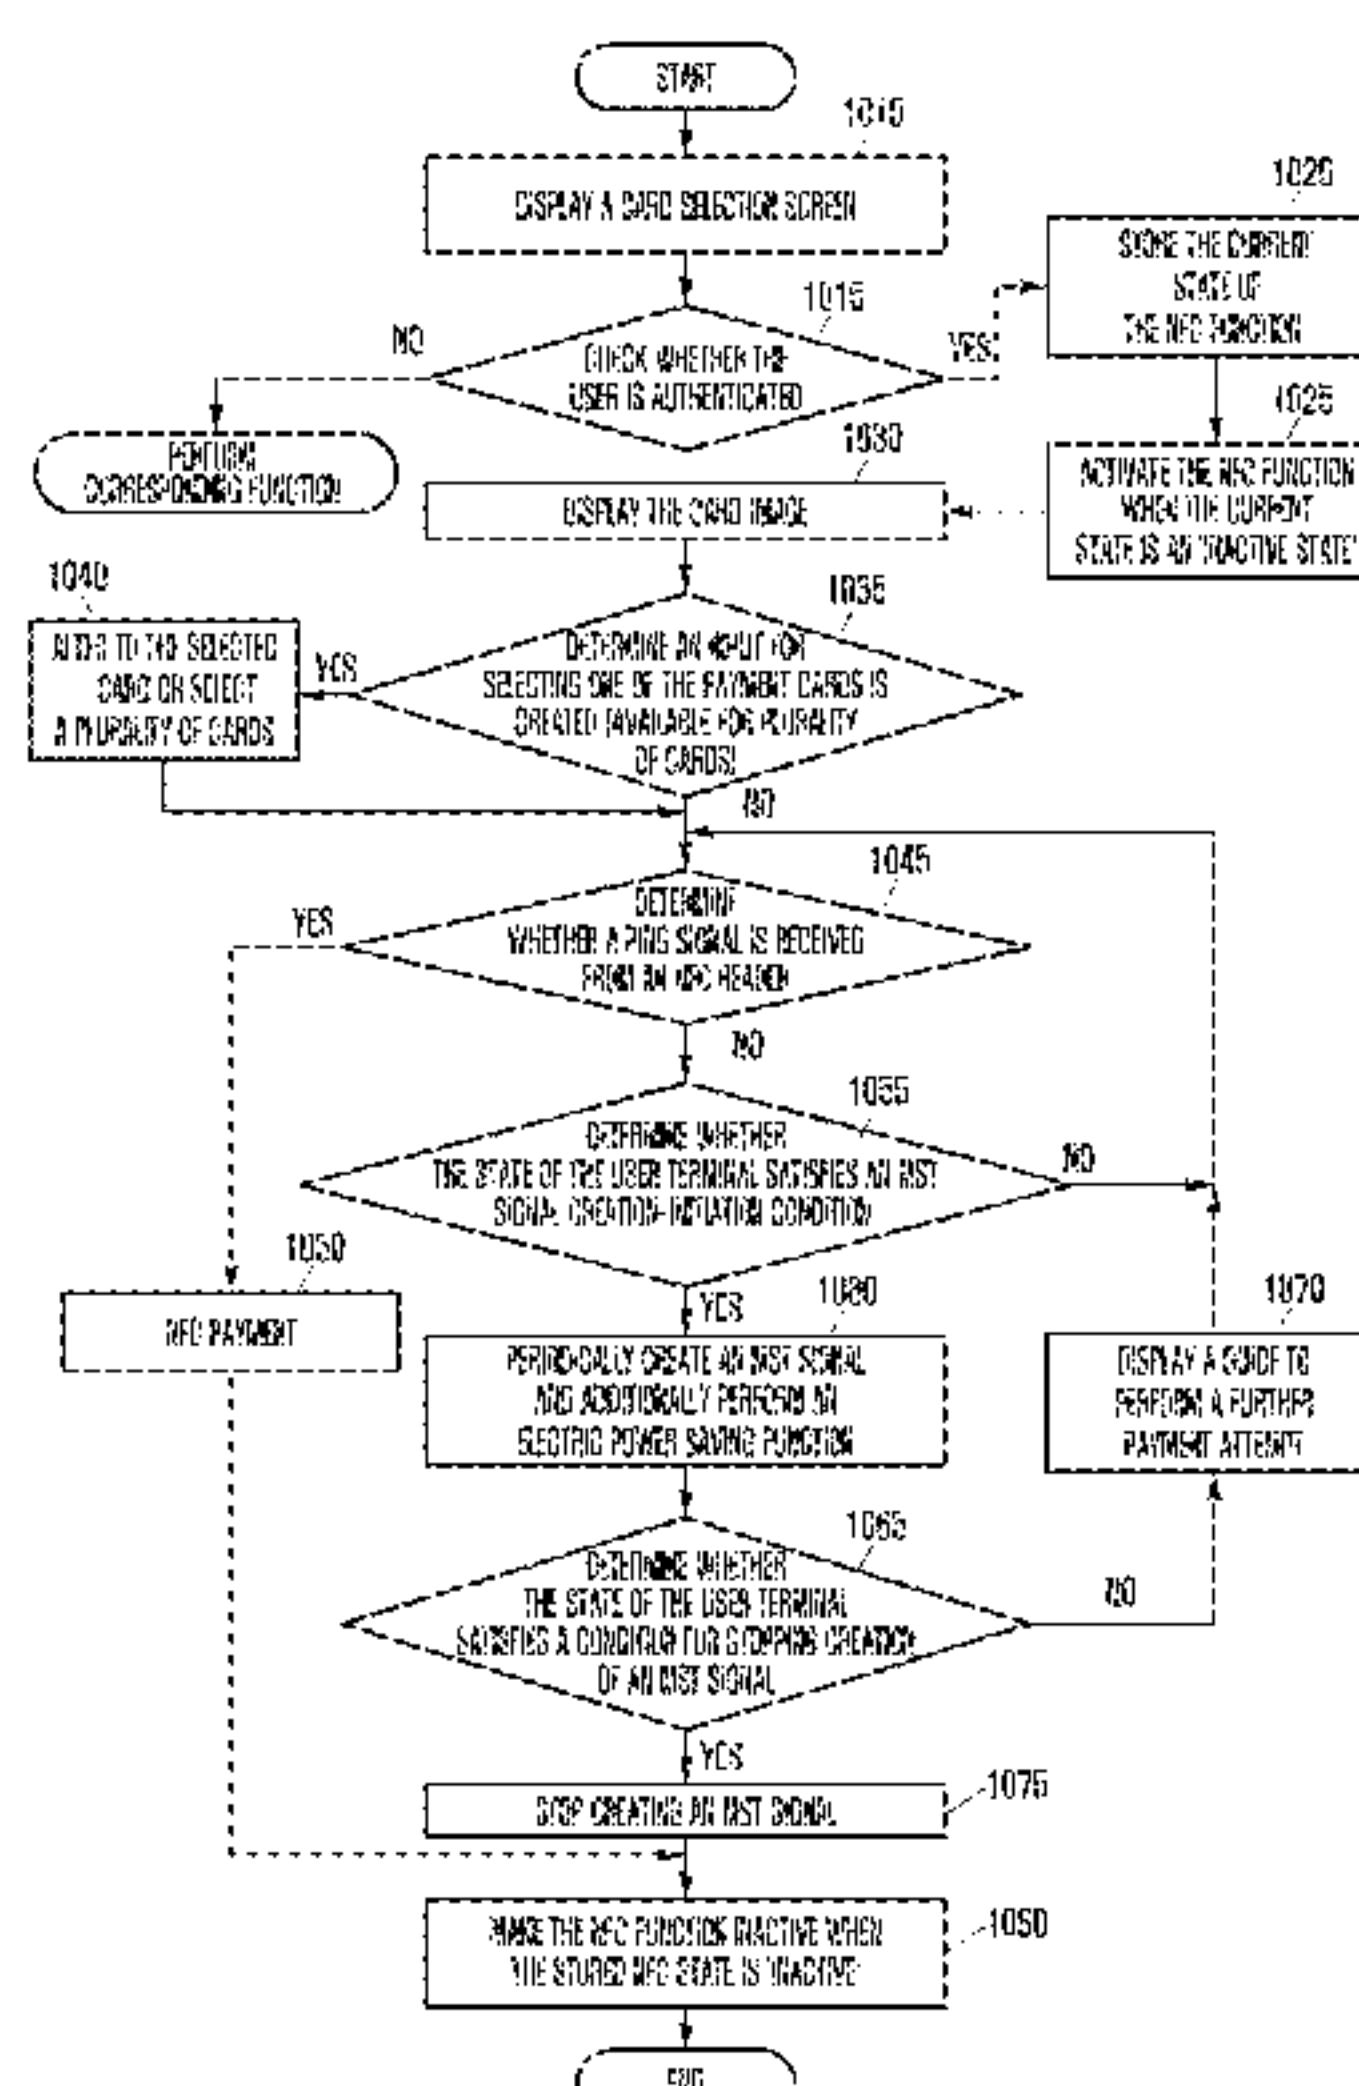 START
1010
DISPLAY A CARD SELECTION SCREEN
1020
STORE THE CURRENT
STATE OF
THE NFC FUNCTION
1015
NO
YES
CHECK WHETHER THE
USER IS AUTHENTICATED
1025
ACTIVATE THE NFC FUNCTION
WHEN THE CURRENT
STATE IS AN 'INACTIVE STATE'
PERFORM
CORRESPONDING FUNCTION
1030
DISPLAY THE CARD IMAGE
1040
ALTER TO THE SELECTED
CARD OR SELECT
A PLURALITY OF CARDS
YES
1035
DETERMINE AN INPUT FOR
SELECTING ONE OF THE PAYMENT CARDS IS
CREATED (AVAILABLE FOR PLURALITY
OF CARDS)
NO
1045
YES
DETERMINE
WHETHER A PING SIGNAL IS RECEIVED
FROM AN NFC READER
NO
1055
DETERMINE WHETHER
THE STATE OF THE USER TERMINAL SATISFIES AN MST
SIGNAL CREATION-INITIATION CONDITION
NO
YES
1050
NFC PAYMENT
1060
PERIODICALLY CREATE AN MST SIGNAL
AND ADDITIONALLY PERFORM AN
ELECTRIC POWER SAVING FUNCTION
1070
DISPLAY A GUIDE TO
PERFORM A FURTHER
PAYMENT ATTEMPT
1065
DETERMINE WHETHER
THE STATE OF THE USER TERMINAL
SATISFIES A CONDITION FOR STOPPING CREATION
OF AN MST SIGNAL
NO
YES
1075
STOP CREATING AN MST SIGNAL
MAKE THE NFC FUNCTION INACTIVE WHEN
THE STORED NFC STATE IS 'INACTIVE'
END